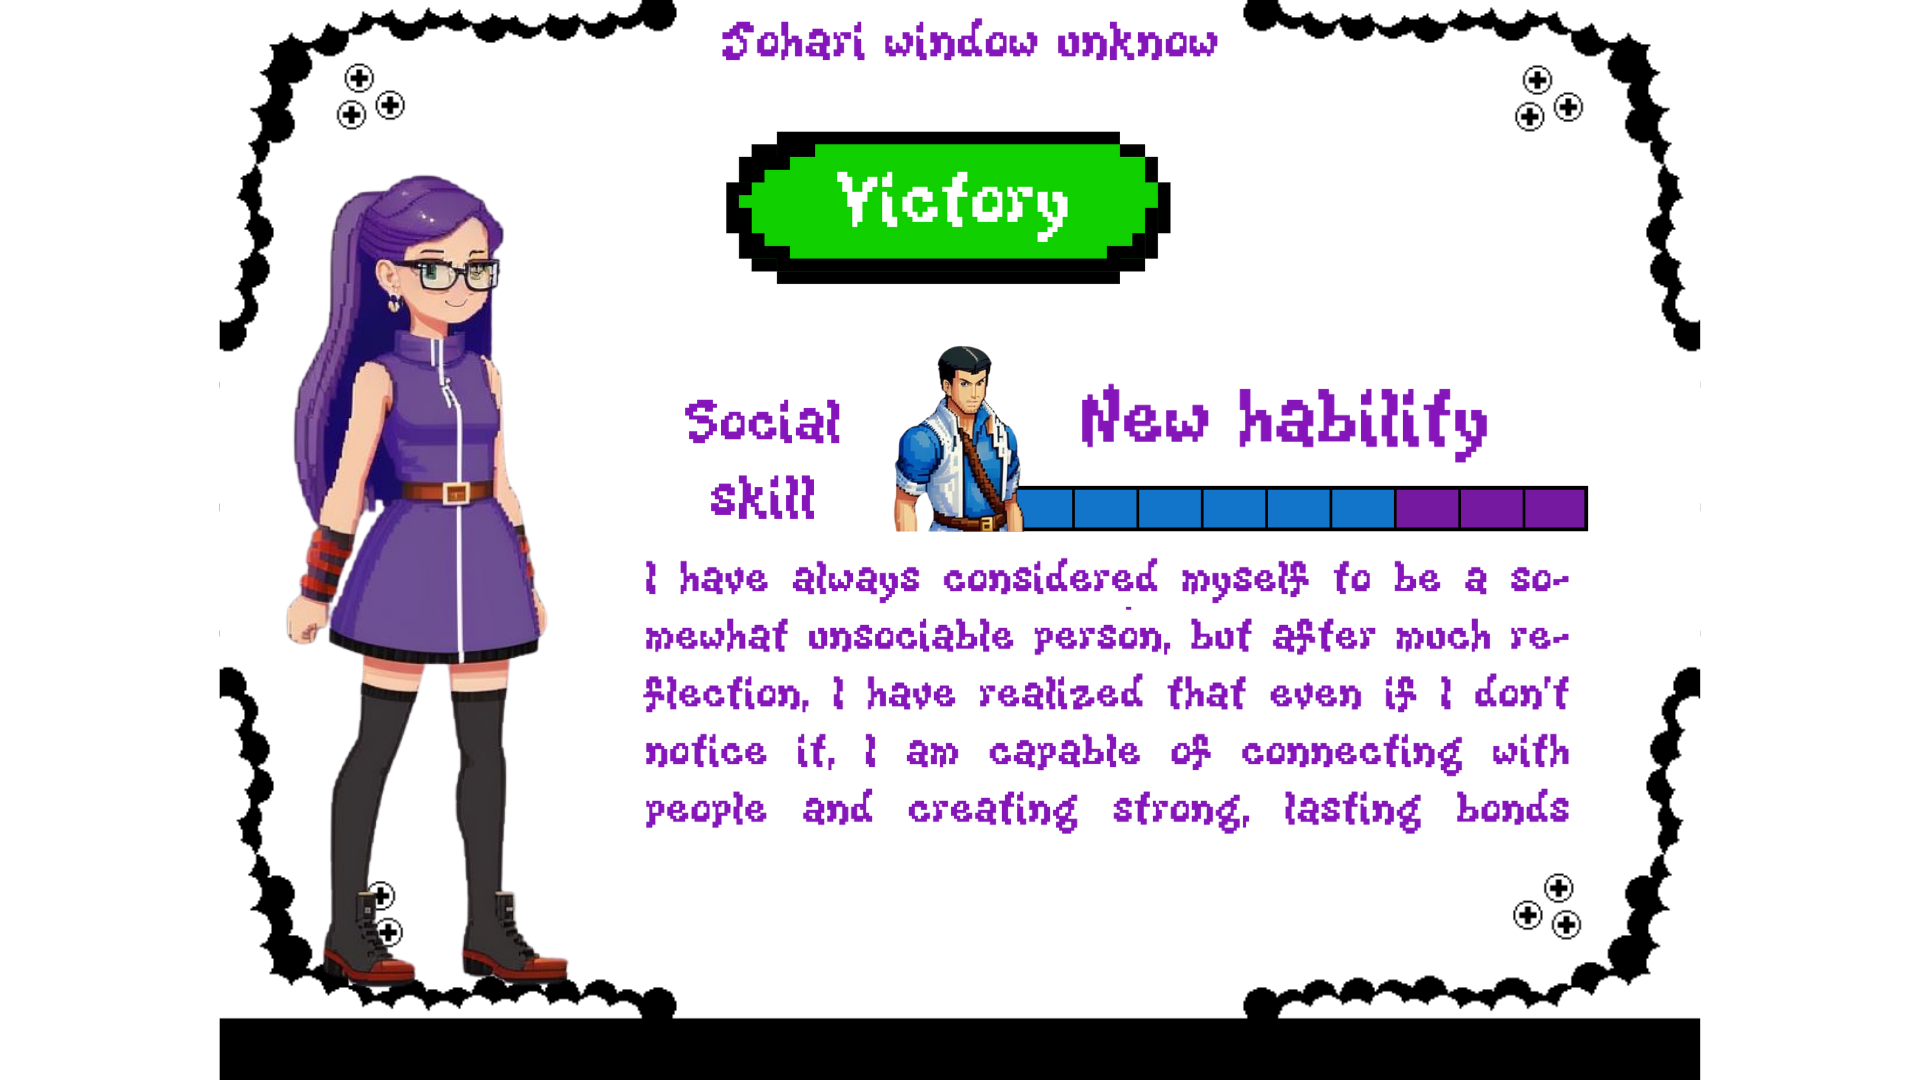 Sohari window unknow
Victory
Social
skill
New hability
I have always considered myself to be a so-
mewhat unsociable person, but after much re-
flection, I have realized that even if I don't
notice it, I am capable of connecting with
people and creating strong, lasting bonds